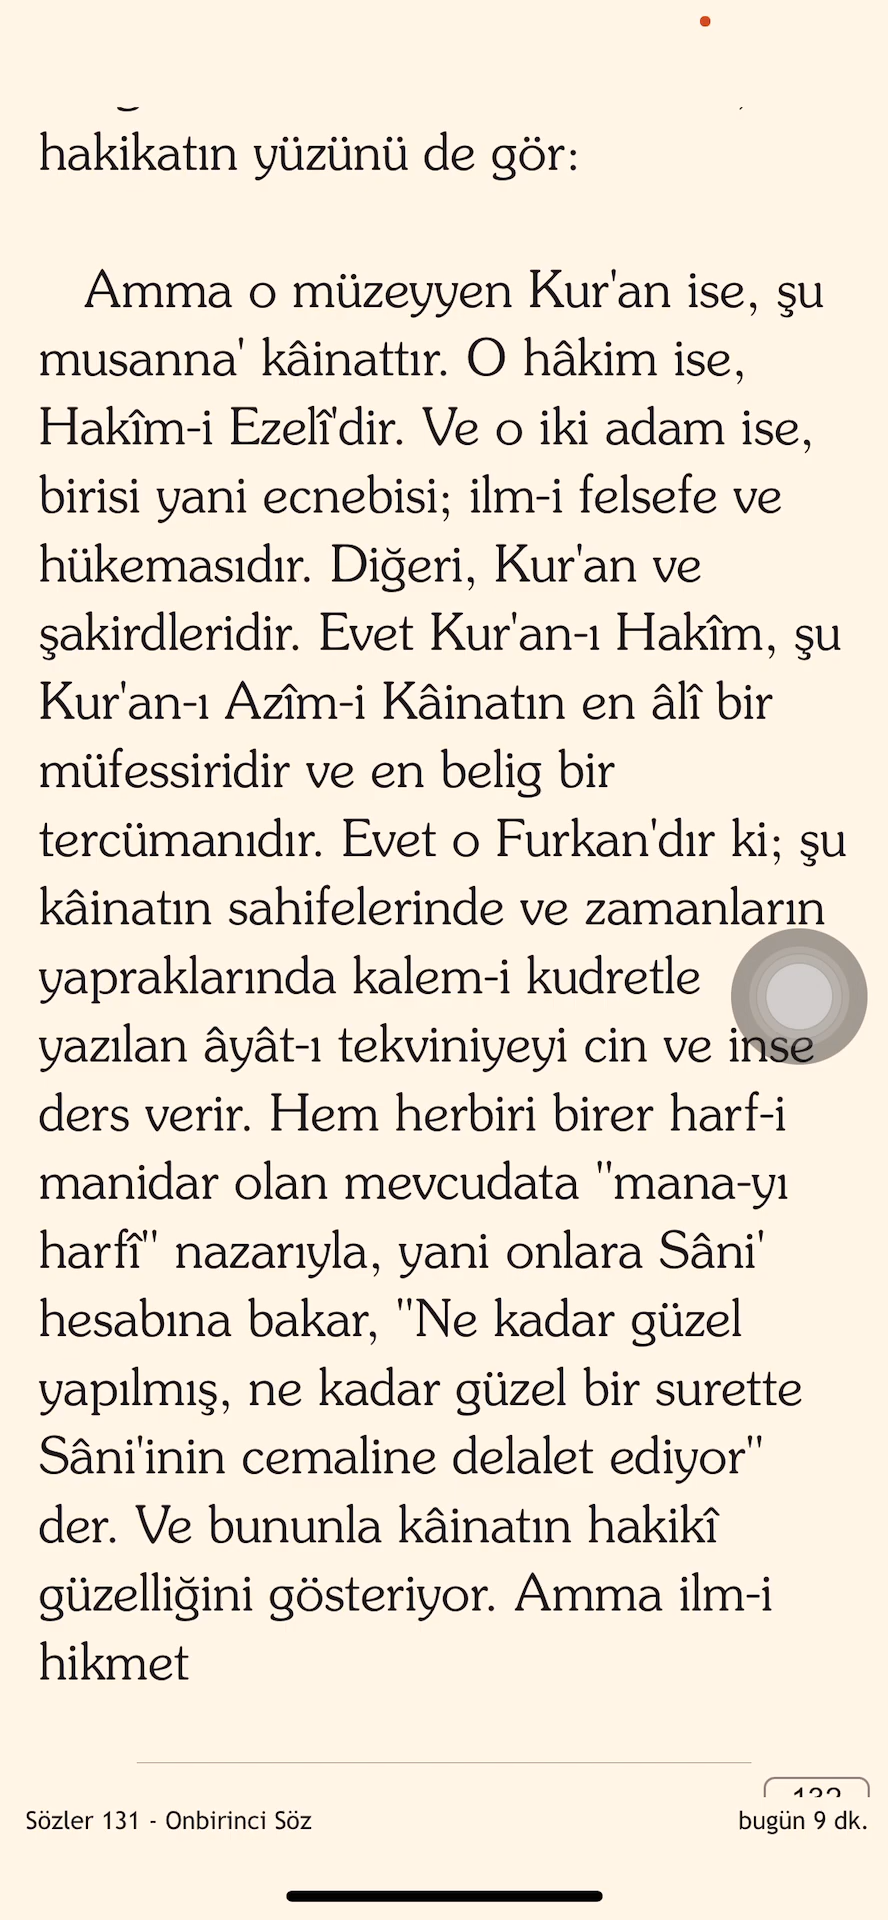 hakikatın yüzünü de gör:
Amma o müzeyyen Kur'an ise, şu
musanna' kâinattır. O hâkim ise,
Hakîm-i Ezelî'dir. Ve o iki adam ise,
birisi yani ecnebisi; ilm-i felsefe ve
hükemasıdır. Diğeri, Kur'an ve
şakirdleridir. Evet Kur'an-ı Hakîm, şu
Kur'an-ı Azîm-i Kâinatın en âlî bir
müfessiridir ve en belig bir
tercümanıdır. Evet o Furkan'dır ki; şu
kâinatın sahifelerinde ve zamanların
yapraklarında kalem-i kudretle
yazılan âyât-ı tekviniyeyi cin ve inse
ders verir. Hem herbiri birer harf-i
manidar olan mevcudata "mana-yı
harfî" nazarıyla, yani onlara Sâni'
hesabına bakar, "Ne kadar güzel
yapılmış, ne kadar güzel bir surette
Sâni'inin cemaline delalet ediyor"
der. Ve bununla kâinatın hakikî
güzelliğini gösteriyor. Amma ilm-i
hikmet
Sözler 131 - Onbirinci Söz
bugün 9 dk.